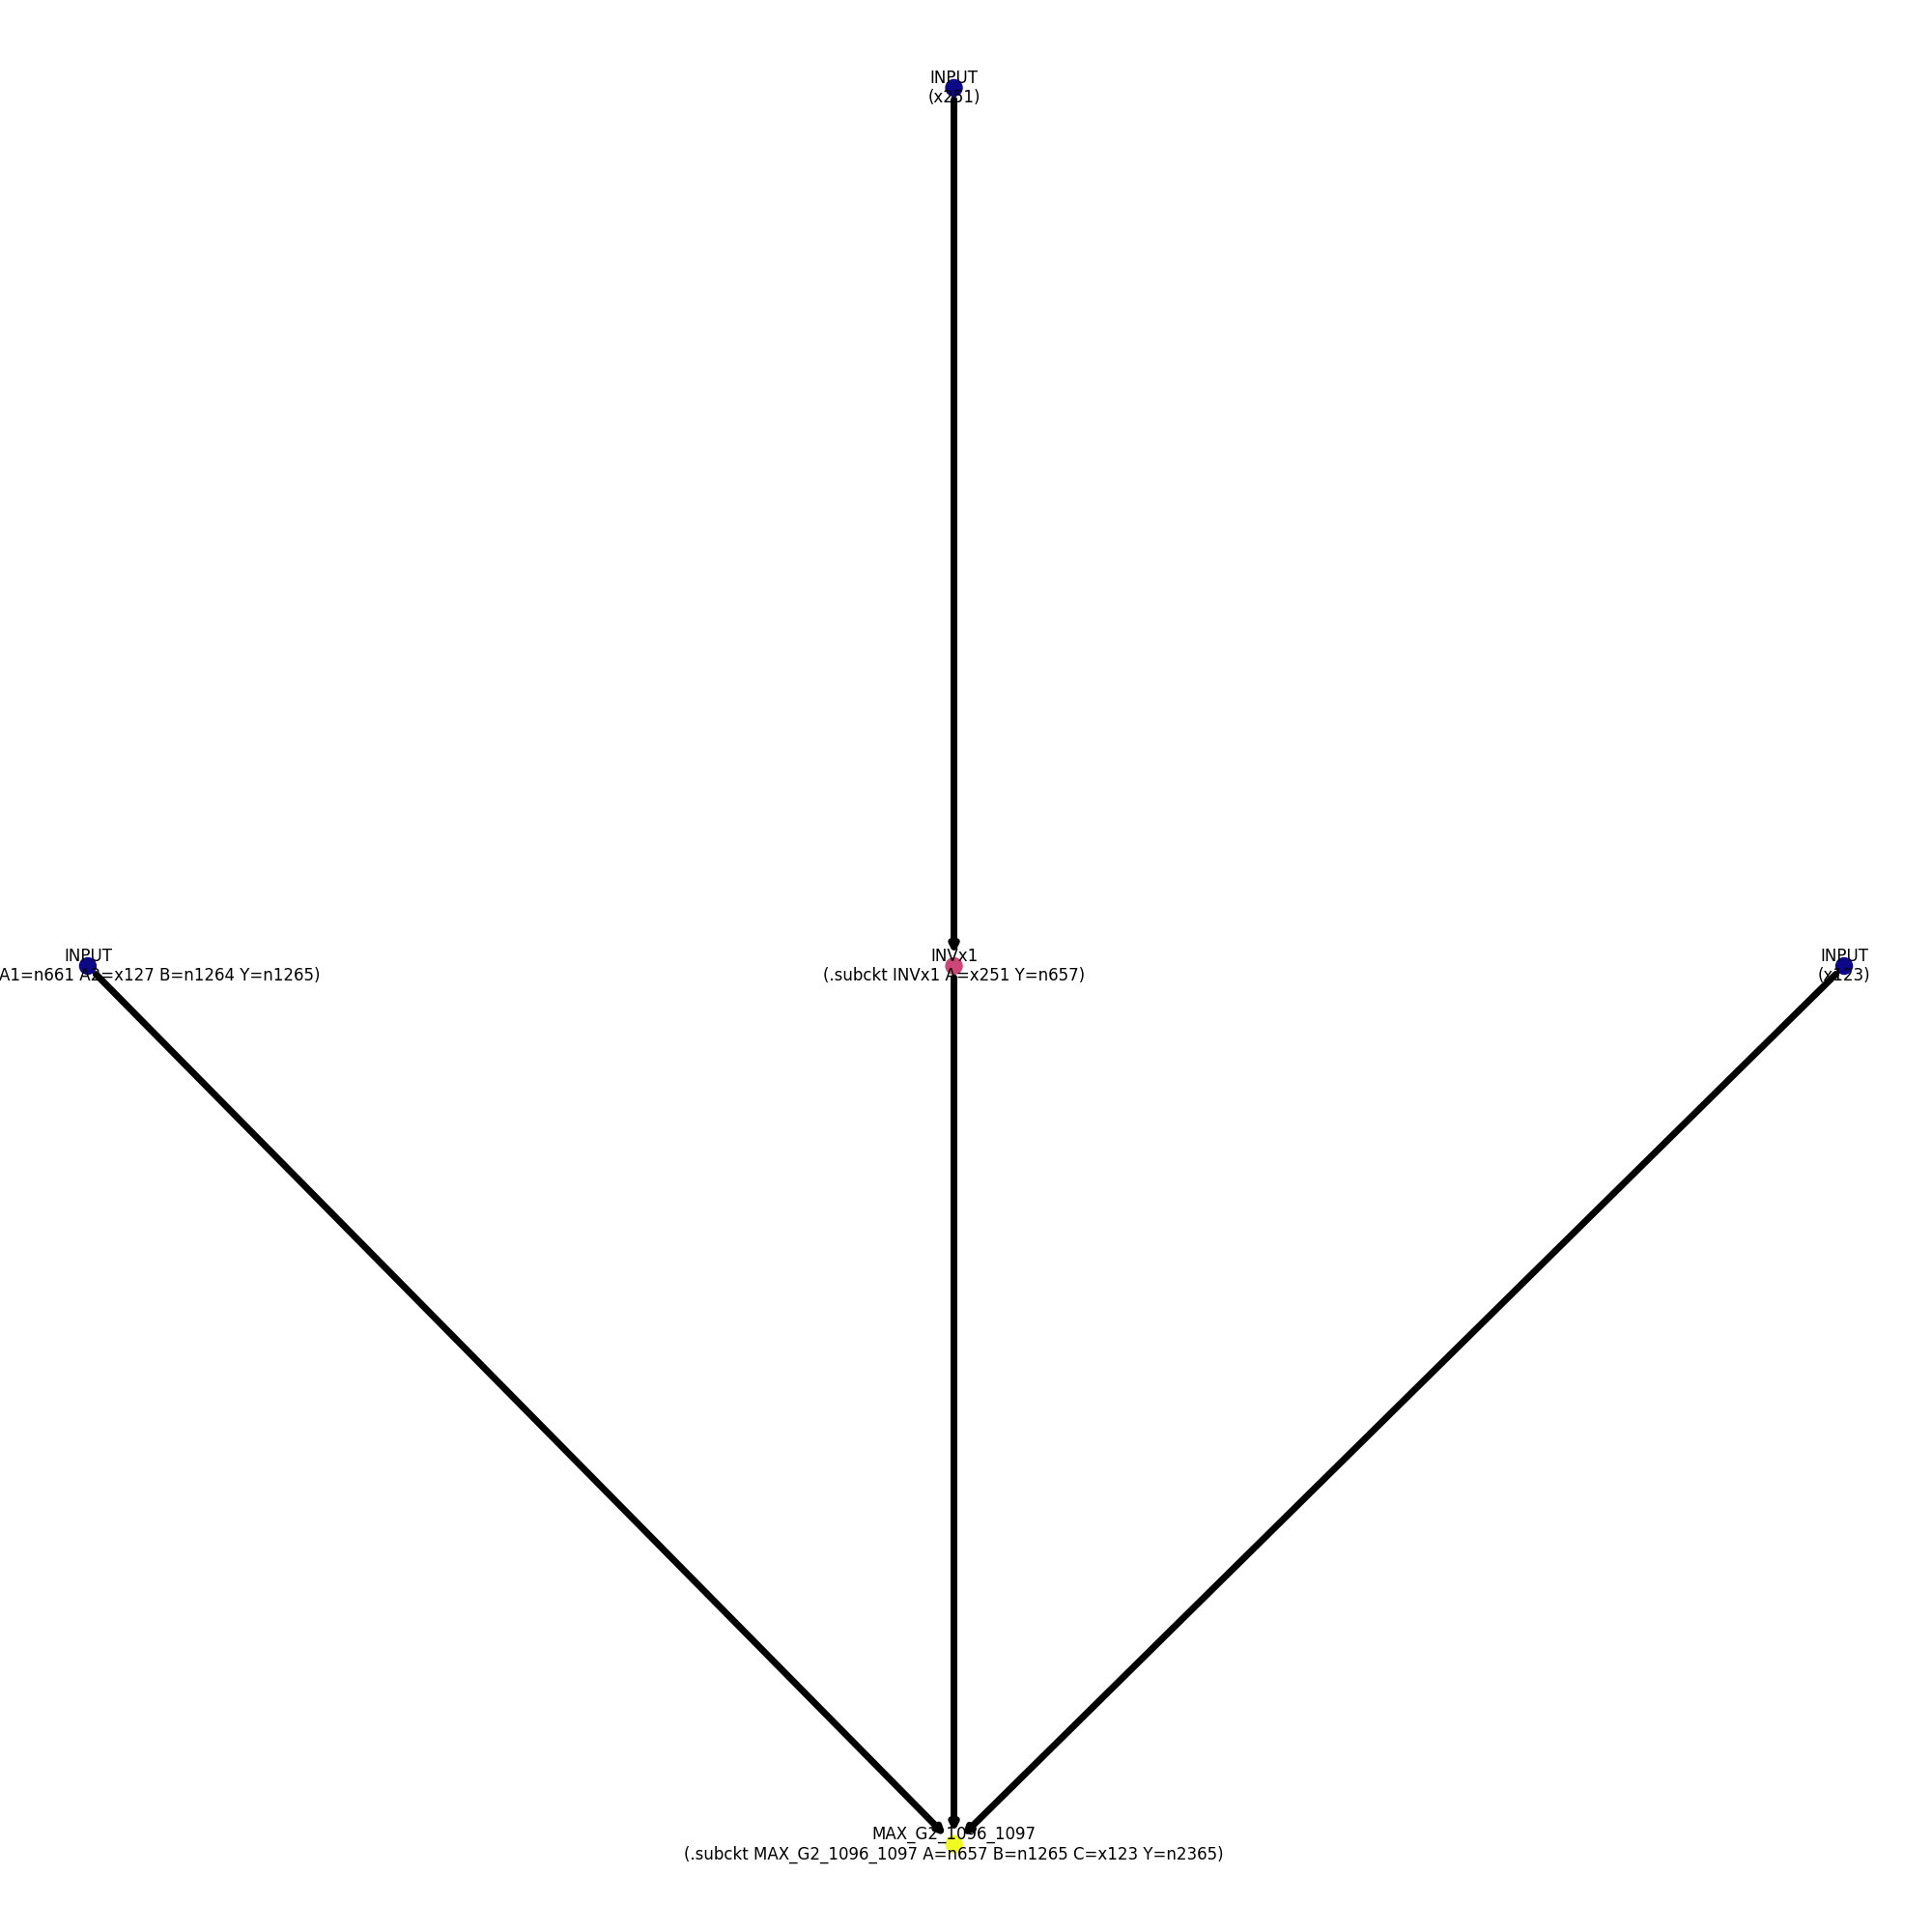 INPUT
(x251)
INPUT
A1=n661 A2=x127 B=n1264 Y=n1265)
INVx1
(.subckt INVx1 A=x251 Y=n657)
INPUT
(x123)
MAX_G2_1096_1097
(.subckt MAX_G2_1096_1097 A=n657 B=n1265 C=x123 Y=n2365)